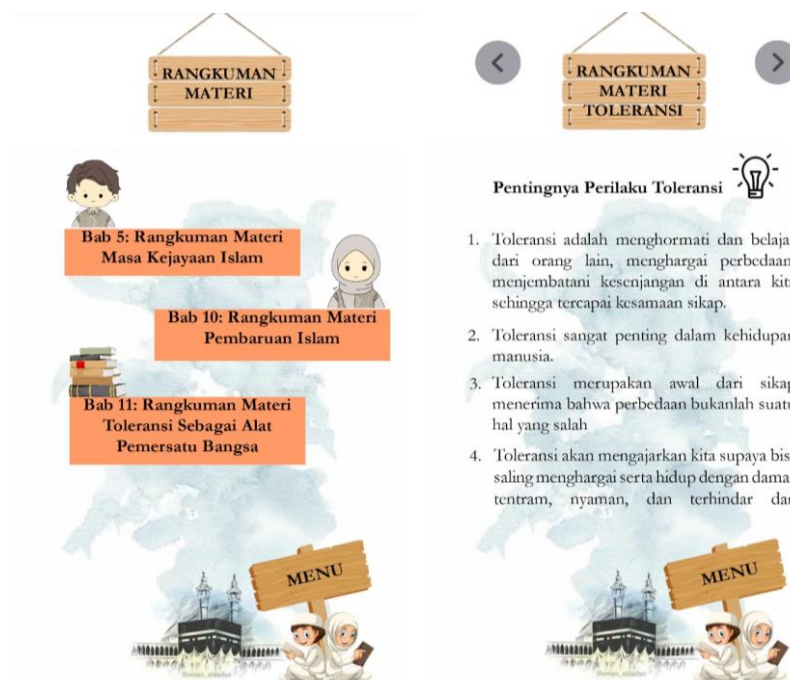 RANGKUMAN
MATERI
Bab 5: Rangkuman Materi
Masa Kejayaan Islam
Bab 10: Rangkuman Materi
Pembaruan Islam
Bab 11: Rangkuman Materi
Toleransi Sebagai Alat
Pemersatu Bangsa
MENU
RANGKUMAN
MATERI
TOLERANSI
Pentingnya Perilaku Toleransi
1. Toleransi adalah menghormati dan belaja
dari orang lain, menghargai perbedaan
menjembatani kesenjangan di antara kit
sehingga tercapai kesamaan sikap.
2. Toleransi sangat penting dalam kehidupan
manusia.
3. Toleransi merupakan awal dari sikap
menerima bahwa perbedaan bukanlah suatu
hal yang salah
4. Toleransi akan mengajarkan kita supaya bis
saling menghargai serta hidup dengan dama
tentram, nyaman, dan terhindar da
MENU